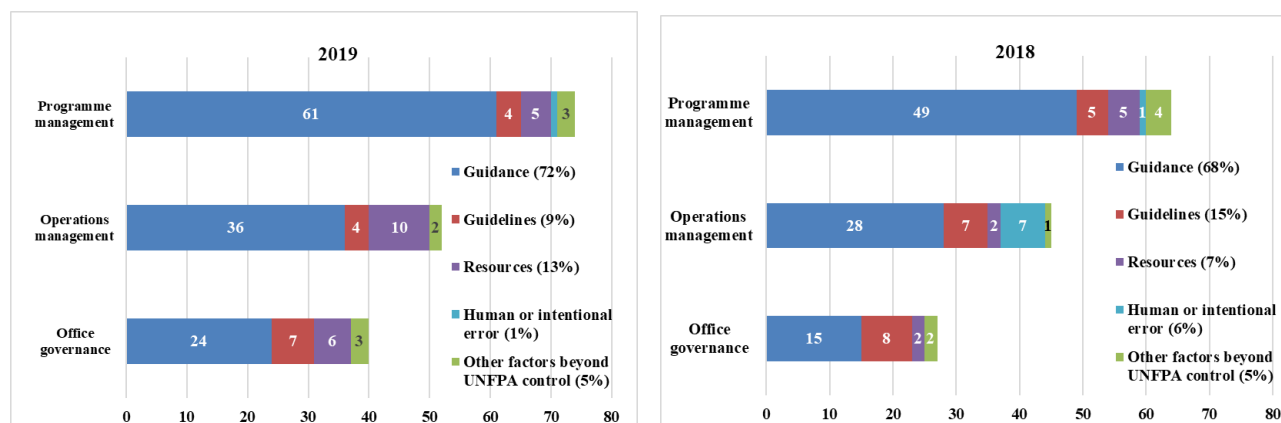 2019
Programme
management
61
4
5
3
Guidance (72%)
Guidelines (9%)
Operations
management
36
4
10
2
Resources (13%)
Human or intentional
error (1%)
Office
governance
24
7
6
3
Other factors beyond
UNFPA control (5%)
0 10 20 30 40 50 60 70 80
2018
Programme
management
49
5
5
1
4
Guidance (68%)
Guidelines (15%)
Operations
management
28
7
2
7
1
Resources (7%)
Human or intentional
error (6%)
Office
governance
15
8
2
2
Other factors beyond
UNFPA control (5%)
0 10 20 30 40 50 60 70 80